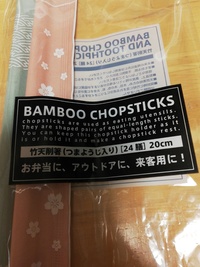 BAMBOO CHOP
AND TOOTHPI
BAMBOO CHOPSTICKS
chopsticks are used as eating utensils.
They are shaped pairs of equal-length sticks.
You can keep this chopstick holder as it
is or hold it and make a chopstick rest.
竹天削箸(つまようじ入り) [24膳] 20cm
お弁当に、アウトドアに、来客用に!